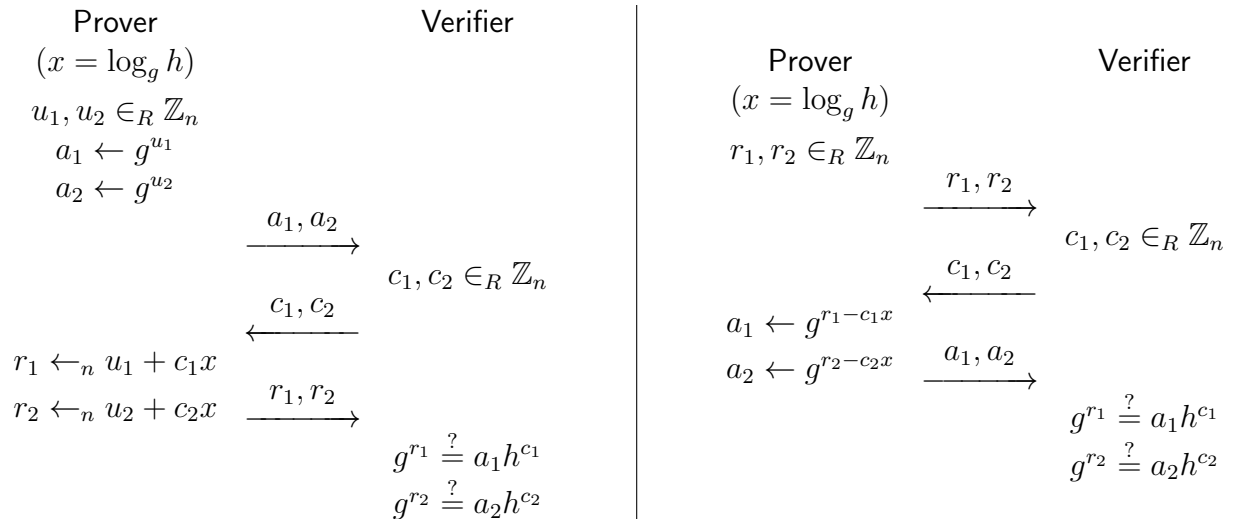 Prover Verifier
(x = log_g h)
u_1, u_2 ∈_R ℤ_n
a_1 ← g^{u_1}
a_2 ← g^{u_2}
a_1, a_2
c_1, c_2 ∈_R ℤ_n
c_1, c_2
r_1 ←_n u_1 + c_1x
r_1, r_2
r_2 ←_n u_2 + c_2x
g^{r_1} ≟ a_1h^{c_1}
g^{r_2} ≟ a_2h^{c_2}
Prover Verifier
(x = log_g h)
r_1, r_2 ∈_R ℤ_n
r_1, r_2
c_1, c_2 ∈_R ℤ_n
c_1, c_2
a_1 ← g^{r_1−c_1x}
a_1, a_2
a_2 ← g^{r_2−c_2x}
g^{r_1} ≟ a_1h^{c_1}
g^{r_2} ≟ a_2h^{c_2}